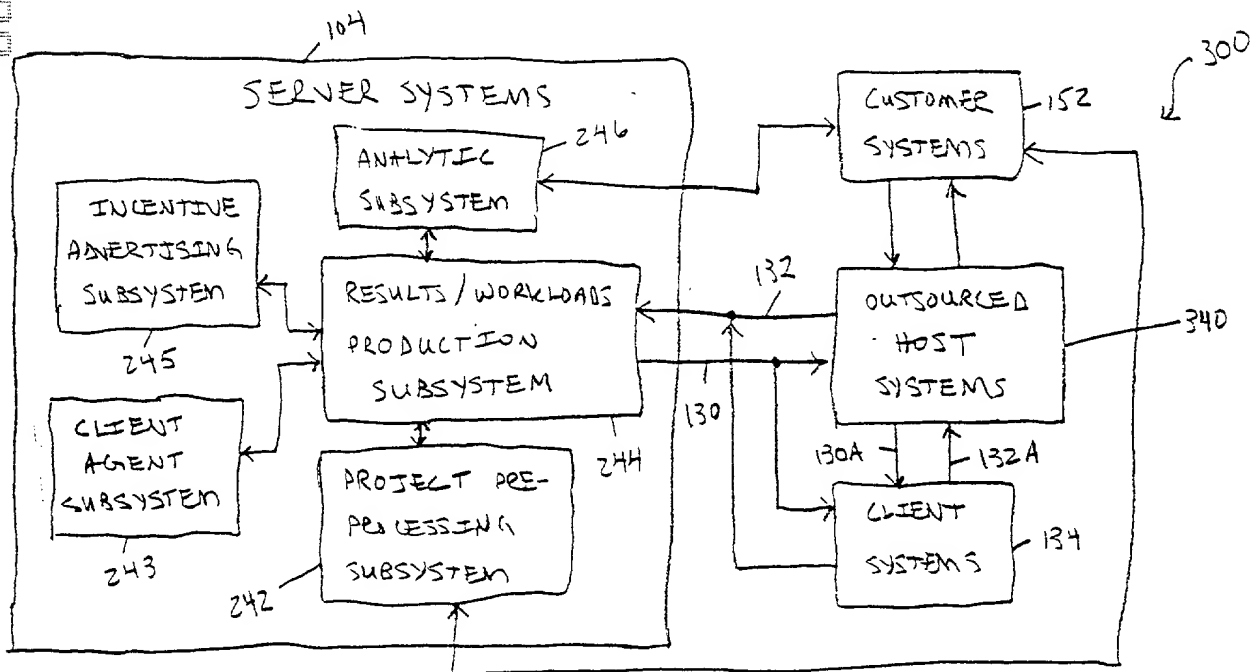 104
300
SERVER SYSTEMS
CUSTOMER
SYSTEMS
152
246
ANALYTIC
SUBSYSTEM
INCENTIVE
ADVERTISING
SUBSYSTEM
245
RESULTS/WORKLOADS
PRODUCTION
SUBSYSTEM
244
132
130
OUTSOURCED
HOST
SYSTEMS
340
CLIENT
AGENT
SUBSYSTEM
243
130A
132A
PROJECT PRE-
PROCESSING
SUBSYSTEM
242
CLIENT
SYSTEMS
134